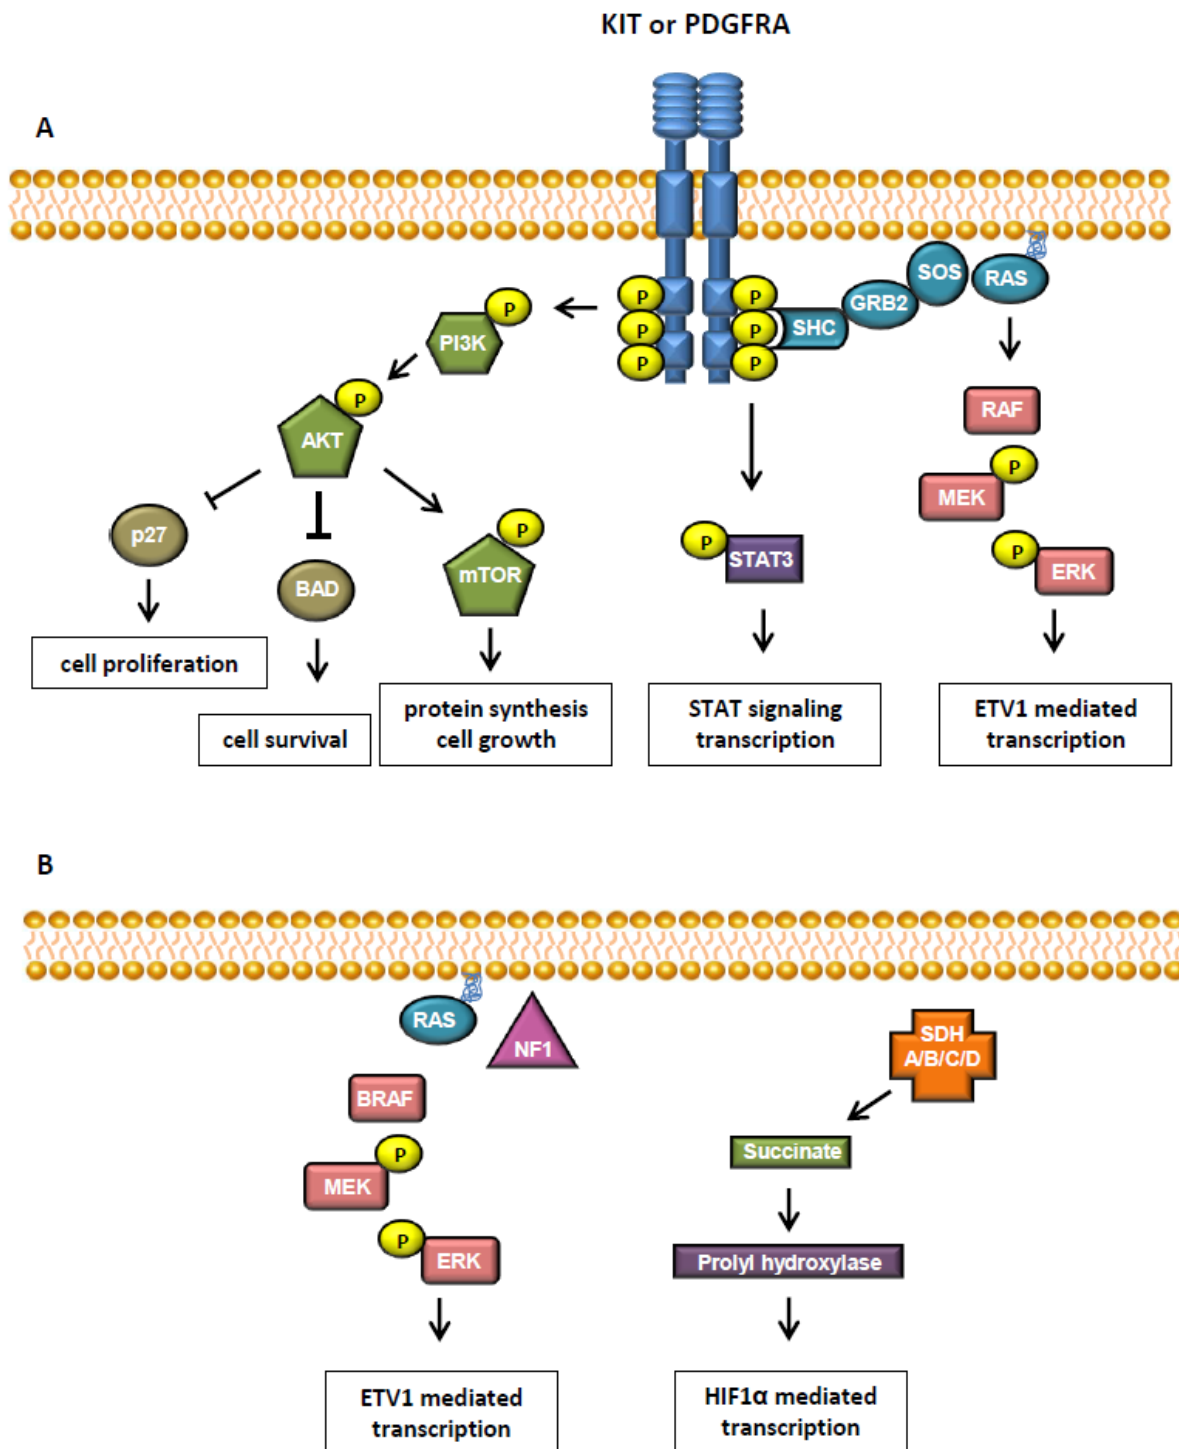 KIT or PDGFRA
A
SOS
RAS
GRB2
SHC
P
P
P
P
P
P
P
PI3K
P
AKT
RAF
P
MEK
p27
BAD
P
mTOR
P
STAT3
P
ERK
cell proliferation
cell survival
protein synthesis
cell growth
STAT signaling
transcription
ETV1 mediated
transcription
B
RAS
NF1
SDH
A/B/C/D
BRAF
P
MEK
Succinate
P
ERK
Prolyl hydroxylase
ETV1 mediated
transcription
HIF1α mediated
transcription